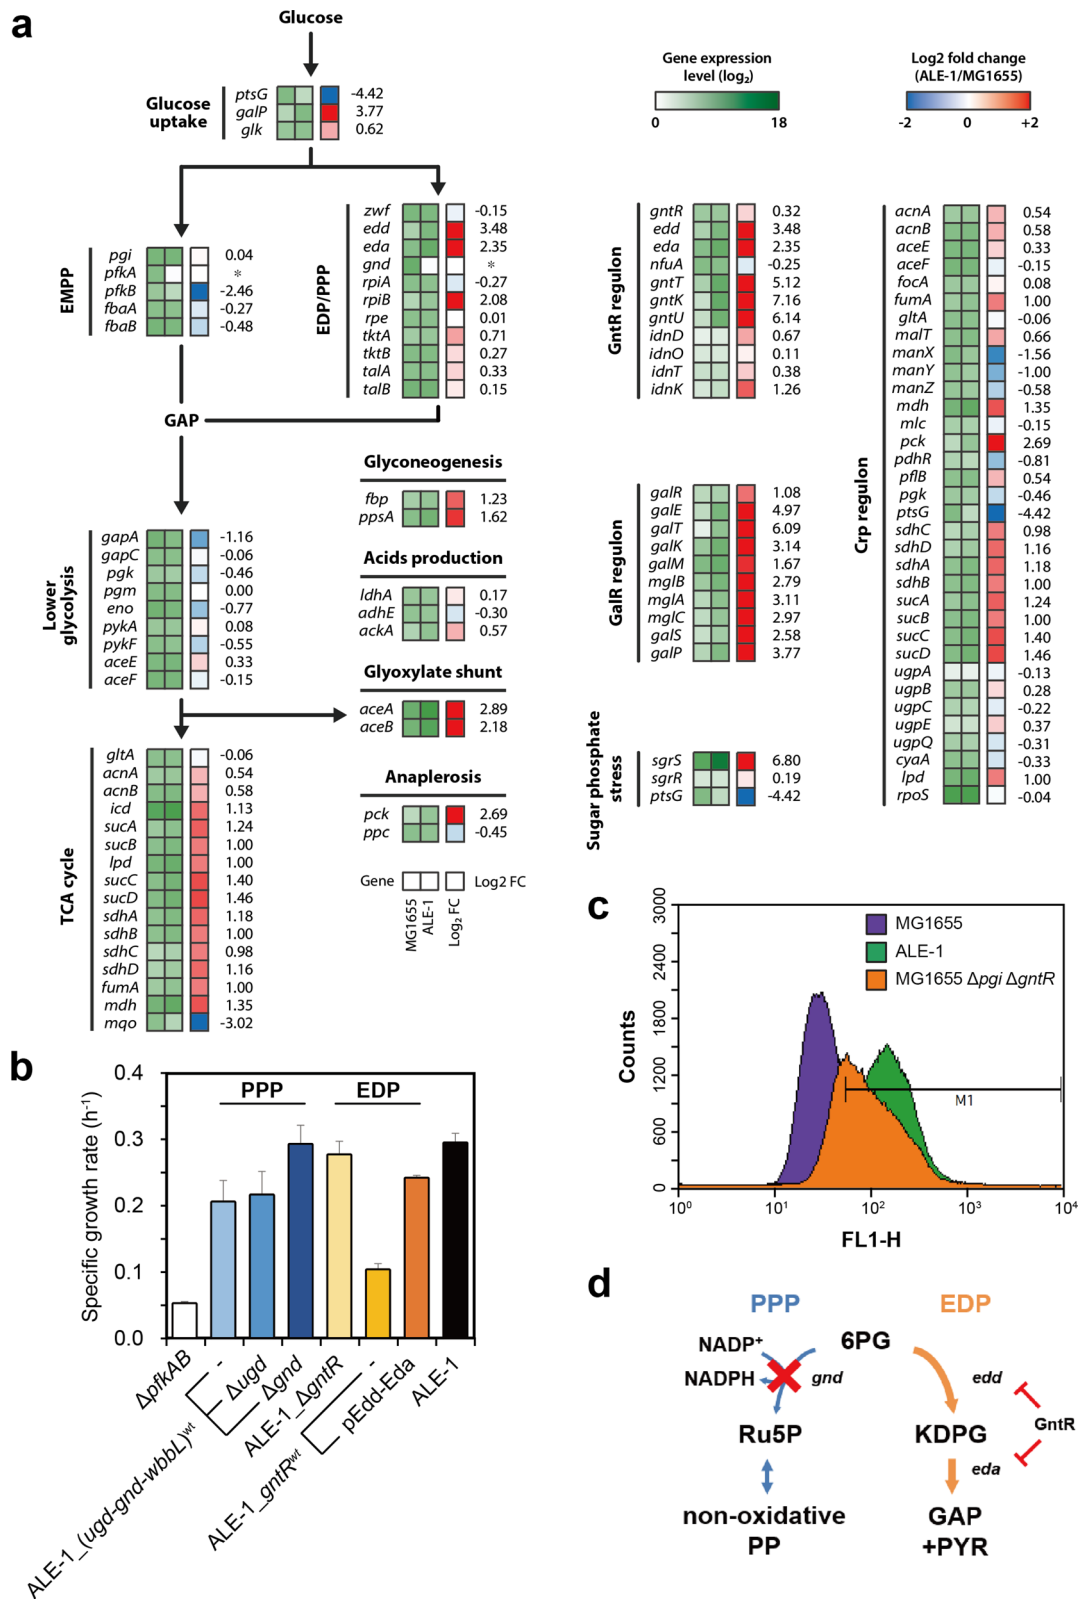 a
Glucose
Glucose
uptake
ptsG -4.42
galP 3.77
glk 0.62
Gene expression
level (log2)
0 18
Log2 fold change
(ALE-1/MG1655)
-2 0 +2
EMPP
pgi 0.04
pfkA *
pfkB -2.46
fbaA -0.27
fbaB -0.48
EDP/PPP
zwf -0.15
edd 3.48
eda 2.35
gnd *
rpiA -0.27
rpiB 2.08
rpe 0.01
tktA 0.71
tktB 0.27
talA 0.33
talB 0.15
GAP
Lower
glycolysis
gapA -1.16
gapC -0.06
pgk -0.46
pgm 0.00
eno -0.77
pykA 0.08
pykF -0.55
aceE 0.33
aceF -0.15
TCA cycle
gltA -0.06
acnA 0.54
acnB 0.58
icd 1.13
sucA 1.24
sucB 1.00
lpd 1.00
sucC 1.40
sucD 1.46
sdhA 1.18
sdhB 1.00
sdhC 0.98
sdhD 1.16
fumA 1.00
mdh 1.35
mqo -3.02
Glyconeogenesis
fbp 1.23
ppsA 1.62
Acids production
ldhA 0.17
adhE -0.30
ackA 0.57
Glyoxylate shunt
aceA 2.89
aceB 2.18
Anaplerosis
pck 2.69
ppc -0.45
Gene Log2 FC
MG1655
ALE-1
Log2 FC
GntR regulon
gntR 0.32
edd 3.48
eda 2.35
nfuA -0.25
gntT 5.12
gntK 7.16
gntU 6.14
idnD 0.67
idnO 0.11
idnT 0.38
idnK 1.26
GalR regulon
galR 1.08
galE 4.97
galT 6.09
galK 3.14
galM 1.67
mglB 2.79
mglA 3.11
mglC 2.97
galS 2.58
galP 3.77
Sugar phosphate
stress
sgrS 6.80
sgrR 0.19
ptsG -4.42
Crp regulon
acnA 0.54
acnB 0.58
aceE 0.33
aceF -0.15
focA 0.08
fumA 1.00
gltA -0.06
malT 0.66
manX -1.56
manY -1.00
manZ -0.58
mdh 1.35
mlc -0.15
pck 2.69
pdhR -0.81
pflB 0.54
pgk -0.46
ptsG -4.42
sdhC 0.98
sdhD 1.16
sdhA 1.18
sdhB 1.00
sucA 1.24
sucB 1.00
sucC 1.40
sucD 1.46
ugpA -0.13
ugpB 0.28
ugpC -0.22
ugpE 0.37
ugpQ -0.31
cyaA -0.33
lpd 1.00
rpoS -0.04
b
Specific growth rate (h-1)
0.4
0.3
0.2
0.1
0.0
PPP EDP
ΔpfkAB
-
Δugd
Δgnd
ALE-1_(ugd-gnd-wbbL)wt
ALE-1_ΔgntR
-
pEdd-Eda
ALE-1_gntRwt
ALE-1
c
Counts
3000
2400
1800
1200
600
0
MG1655
ALE-1
MG1655 Δpgi ΔgntR
M1
10⁰ 10¹ 10² 10³ 10⁴
FL1-H
d
PPP EDP
NADP+ 6PG
NADPH gnd edd
GntR
Ru5P KDPG
eda
non-oxidative GAP
PP +PYR